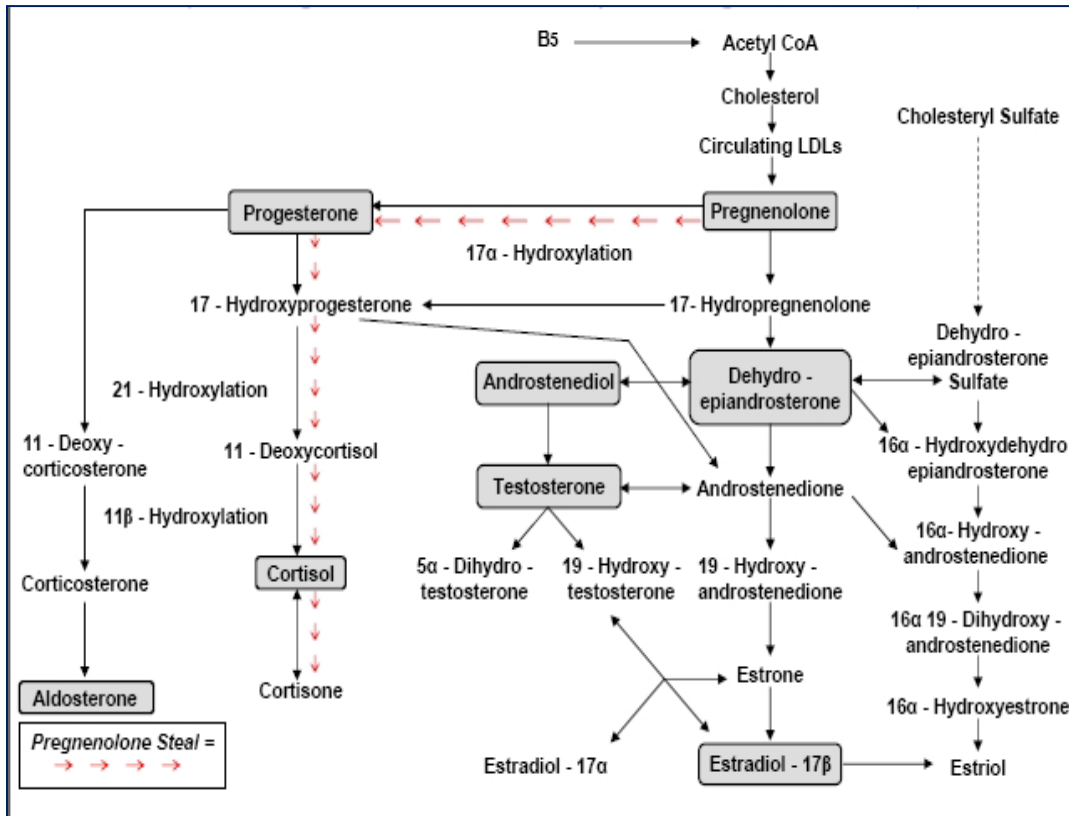 B5
Acetyl CoA
Cholesterol
Cholesteryl Sulfate
Circulating LDLs
Progesterone
Pregnenolone
17α - Hydroxylation
17 - Hydroxyprogesterone
17- Hydropregnenolone
Dehydro -
epiandrosterone
Sulfate
Androstenediol
Dehydro -
epiandrosterone
21 - Hydroxylation
11 - Deoxy -
corticosterone
11 - Deoxycortisol
16α - Hydroxydehydro
epiandrosterone
Testosterone
Androstenedione
11β - Hydroxylation
16α- Hydroxy -
androstenedione
Corticosterone
Cortisol
5α - Dihydro -
testosterone
19 - Hydroxy -
testosterone
19 - Hydroxy -
androstenedione
16α 19 - Dihydroxy -
androstenedione
Aldosterone
Cortisone
Estrone
16α - Hydroxyestrone
Pregnenolone Steal =
Estradiol - 17α
Estradiol - 17β
Estriol